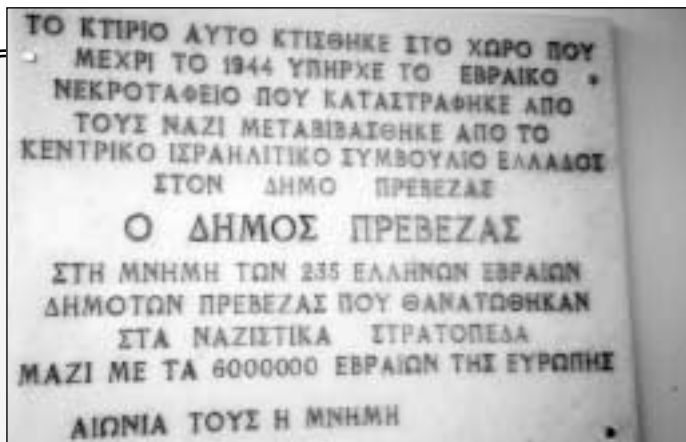 ΤΟ ΚΤΙΡΙΟ ΑΥΤΟ ΚΤΙΣΘΗΚΕ ΣΤΟ ΧΩΡΟ ΠΟΥ
ΜΕΧΡΙ ΤΟ 1944 ΥΠΗΡΧΕ ΤΟ ΕΒΡΑΙΚΟ
ΝΕΚΡΟΤΑΦΕΙΟ ΠΟΥ ΚΑΤΑΣΤΡΑΦΗΚΕ ΑΠΟ
ΤΟΥΣ ΝΑΖΙ ΜΕΤΑΒΙΒΑΣΘΗΚΕ ΑΠΟ ΤΟ
ΚΕΝΤΡΙΚΟ ΙΣΡΑΗΛΙΤΙΚΟ ΣΥΜΒΟΥΛΙΟ ΕΛΛΑΔΟΣ
ΣΤΟΝ ΔΗΜΟ ΠΡΕΒΕΖΑΣ
Ο ΔΗΜΟΣ ΠΡΕΒΕΖΑΣ
ΣΤΗ ΜΝΗΜΗ ΤΩΝ 235 ΕΛΛΗΝΩΝ ΕΒΡΑΙΩΝ
ΔΗΜΟΤΩΝ ΠΡΕΒΕΖΑΣ ΠΟΥ ΘΑΝΑΤΩΘΗΚΑΝ
ΣΤΑ ΝΑΖΙΣΤΙΚΑ ΣΤΡΑΤΟΠΕΔΑ
ΜΑΖΙ ΜΕ ΤΑ 6000000 ΕΒΡΑΙΩΝ ΤΗΣ ΕΥΡΩΠΗΣ
ΑΙΩΝΙΑ ΤΟΥΣ Η ΜΝΗΜΗ